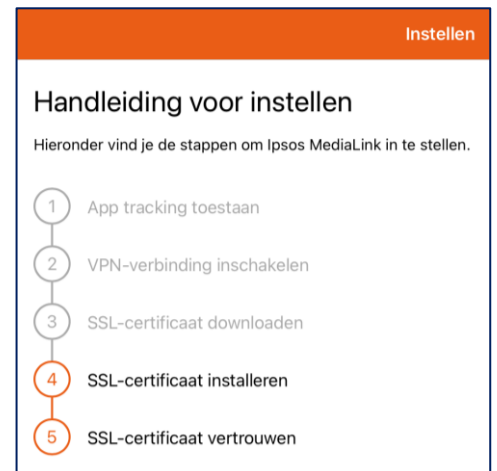 Instellen
Handleiding voor instellen
Hieronder vind je de stappen om Ipsos MediaLink in te stellen.
1 App tracking toestaan
2 VPN-verbinding inschakelen
3 SSL-certificaat downloaden
4 SSL-certificaat installeren
5 SSL-certificaat vertrouwen